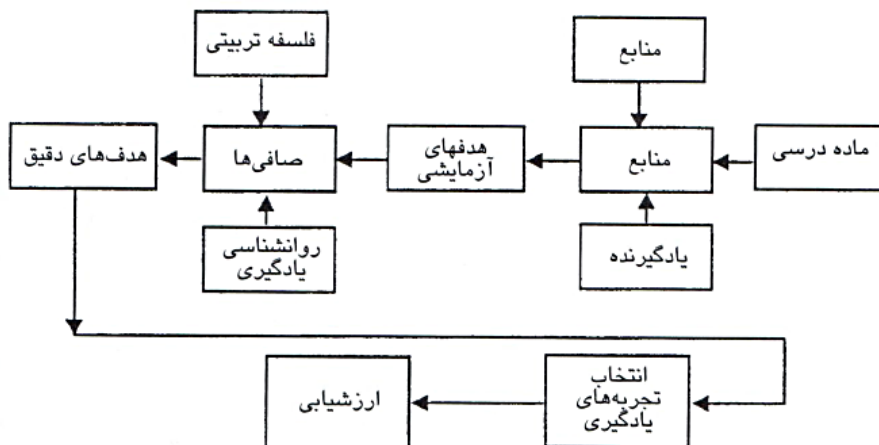 منابع
فلسفه تربیتی
ماده درسی
منابع
هدفهای
آزمایشی
صافی‌ها
هدف‌های دقیق
یادگیرنده
روانشناسی
یادگیری
انتخاب
تجربه‌های
یادگیری
ارزشیابی